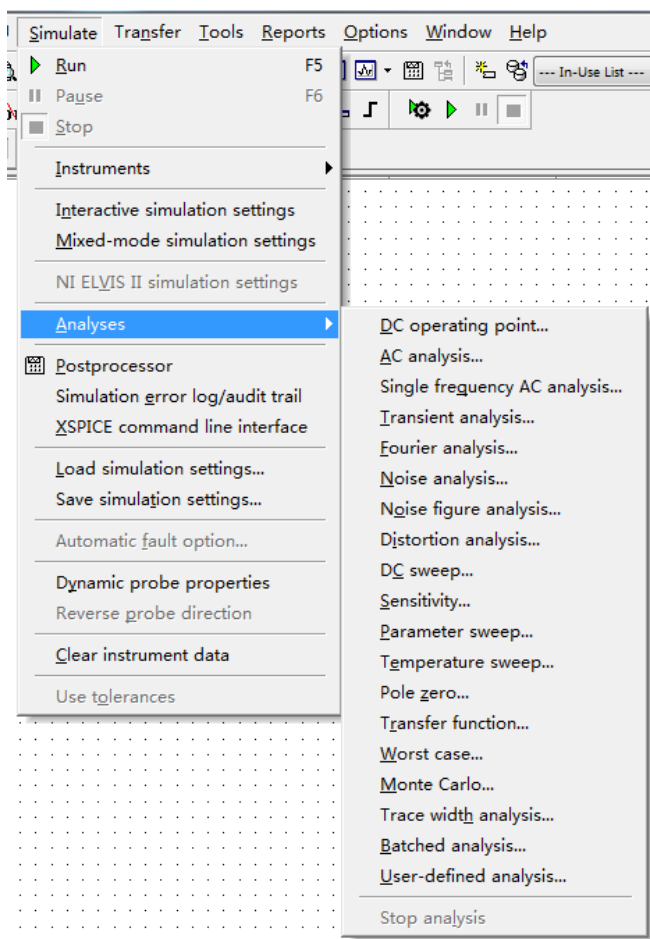 Simulate Transfer Tools Reports Options Window Help
Run F5
--- In-Use List ---
Pause F6
Stop
Instruments
Interactive simulation settings
Mixed-mode simulation settings
NI ELVIS II simulation settings
Analyses
Postprocessor
Simulation error log/audit trail
XSPICE command line interface
Load simulation settings...
Save simulation settings...
Automatic fault option...
Dynamic probe properties
Reverse probe direction
Clear instrument data
Use tolerances
DC operating point...
AC analysis...
Single frequency AC analysis...
Transient analysis...
Fourier analysis...
Noise analysis...
Noise figure analysis...
Distortion analysis...
DC sweep...
Sensitivity...
Parameter sweep...
Temperature sweep...
Pole zero...
Transfer function...
Worst case...
Monte Carlo...
Trace width analysis...
Batched analysis...
User-defined analysis...
Stop analysis